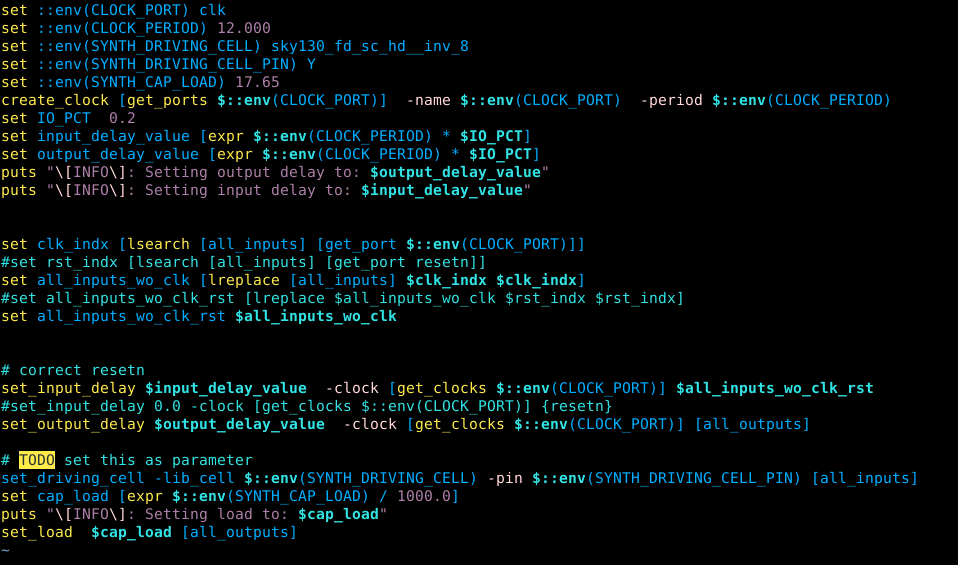 set ::env(CLOCK_PORT) clk
set ::env(CLOCK_PERIOD) 12.000
set ::env(SYNTH_DRIVING_CELL) sky130_fd_sc_hd__inv_8
set ::env(SYNTH_DRIVING_CELL_PIN) Y
set ::env(SYNTH_CAP_LOAD) 17.65
create_clock [get_ports $::env(CLOCK_PORT)]  -name $::env(CLOCK_PORT)  -period $::env(CLOCK_PERIOD)
set IO_PCT  0.2
set input_delay_value [expr $::env(CLOCK_PERIOD) * $IO_PCT]
set output_delay_value [expr $::env(CLOCK_PERIOD) * $IO_PCT]
puts "\[INFO\]: Setting output delay to: $output_delay_value"
puts "\[INFO\]: Setting input delay to: $input_delay_value"
set clk_indx [lsearch [all_inputs] [get_port $::env(CLOCK_PORT)]]
#set rst_indx [lsearch [all_inputs] [get_port resetn]]
set all_inputs_wo_clk [lreplace [all_inputs] $clk_indx $clk_indx]
#set all_inputs_wo_clk_rst [lreplace $all_inputs_wo_clk $rst_indx $rst_indx]
set all_inputs_wo_clk_rst $all_inputs_wo_clk
# correct resetn
set_input_delay $input_delay_value  -clock [get_clocks $::env(CLOCK_PORT)] $all_inputs_wo_clk_rst
#set_input_delay 0.0 -clock [get_clocks $::env(CLOCK_PORT)] {resetn}
set_output_delay $output_delay_value  -clock [get_clocks $::env(CLOCK_PORT)] [all_outputs]
# TODO set this as parameter
set_driving_cell -lib_cell $::env(SYNTH_DRIVING_CELL) -pin $::env(SYNTH_DRIVING_CELL_PIN) [all_inputs]
set cap_load [expr $::env(SYNTH_CAP_LOAD) / 1000.0]
puts "\[INFO\]: Setting load to: $cap_load"
set_load  $cap_load [all_outputs]
~